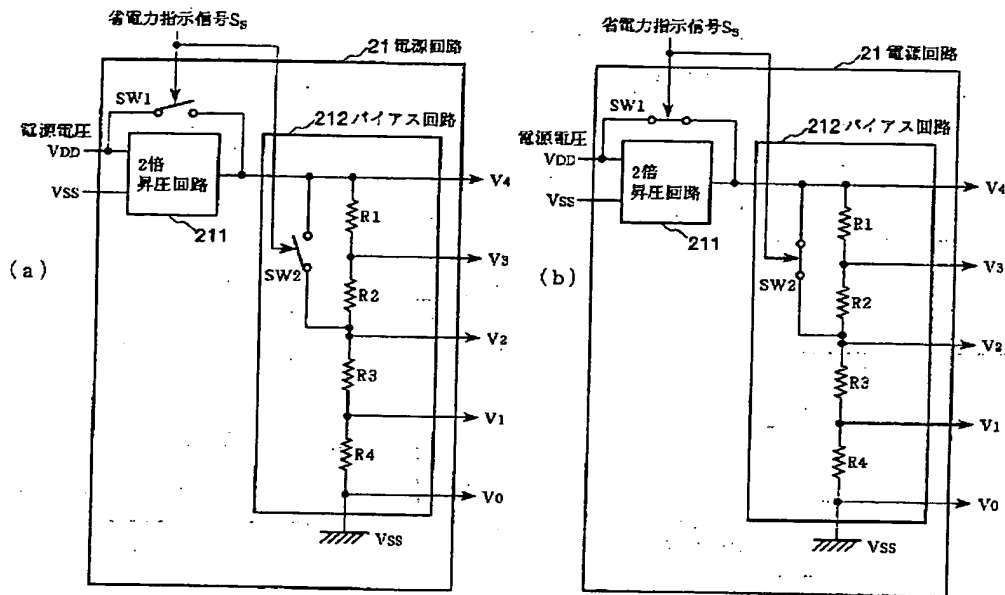 省電力指示信号SS
21電源回路
SW1
212バイアス回路
電源電圧
VDD
2倍
昇圧回路
VSS
211
V4
R1
(a)
SW2
V3
R2
V2
R3
V1
R4
V0
VSS
省電力指示信号SS
21電源回路
SW1
212バイアス回路
電源電圧
VDD
2倍
昇圧回路
VSS
211
V4
R1
(b)
SW2
V3
R2
V2
R3
V1
R4
V0
VSS